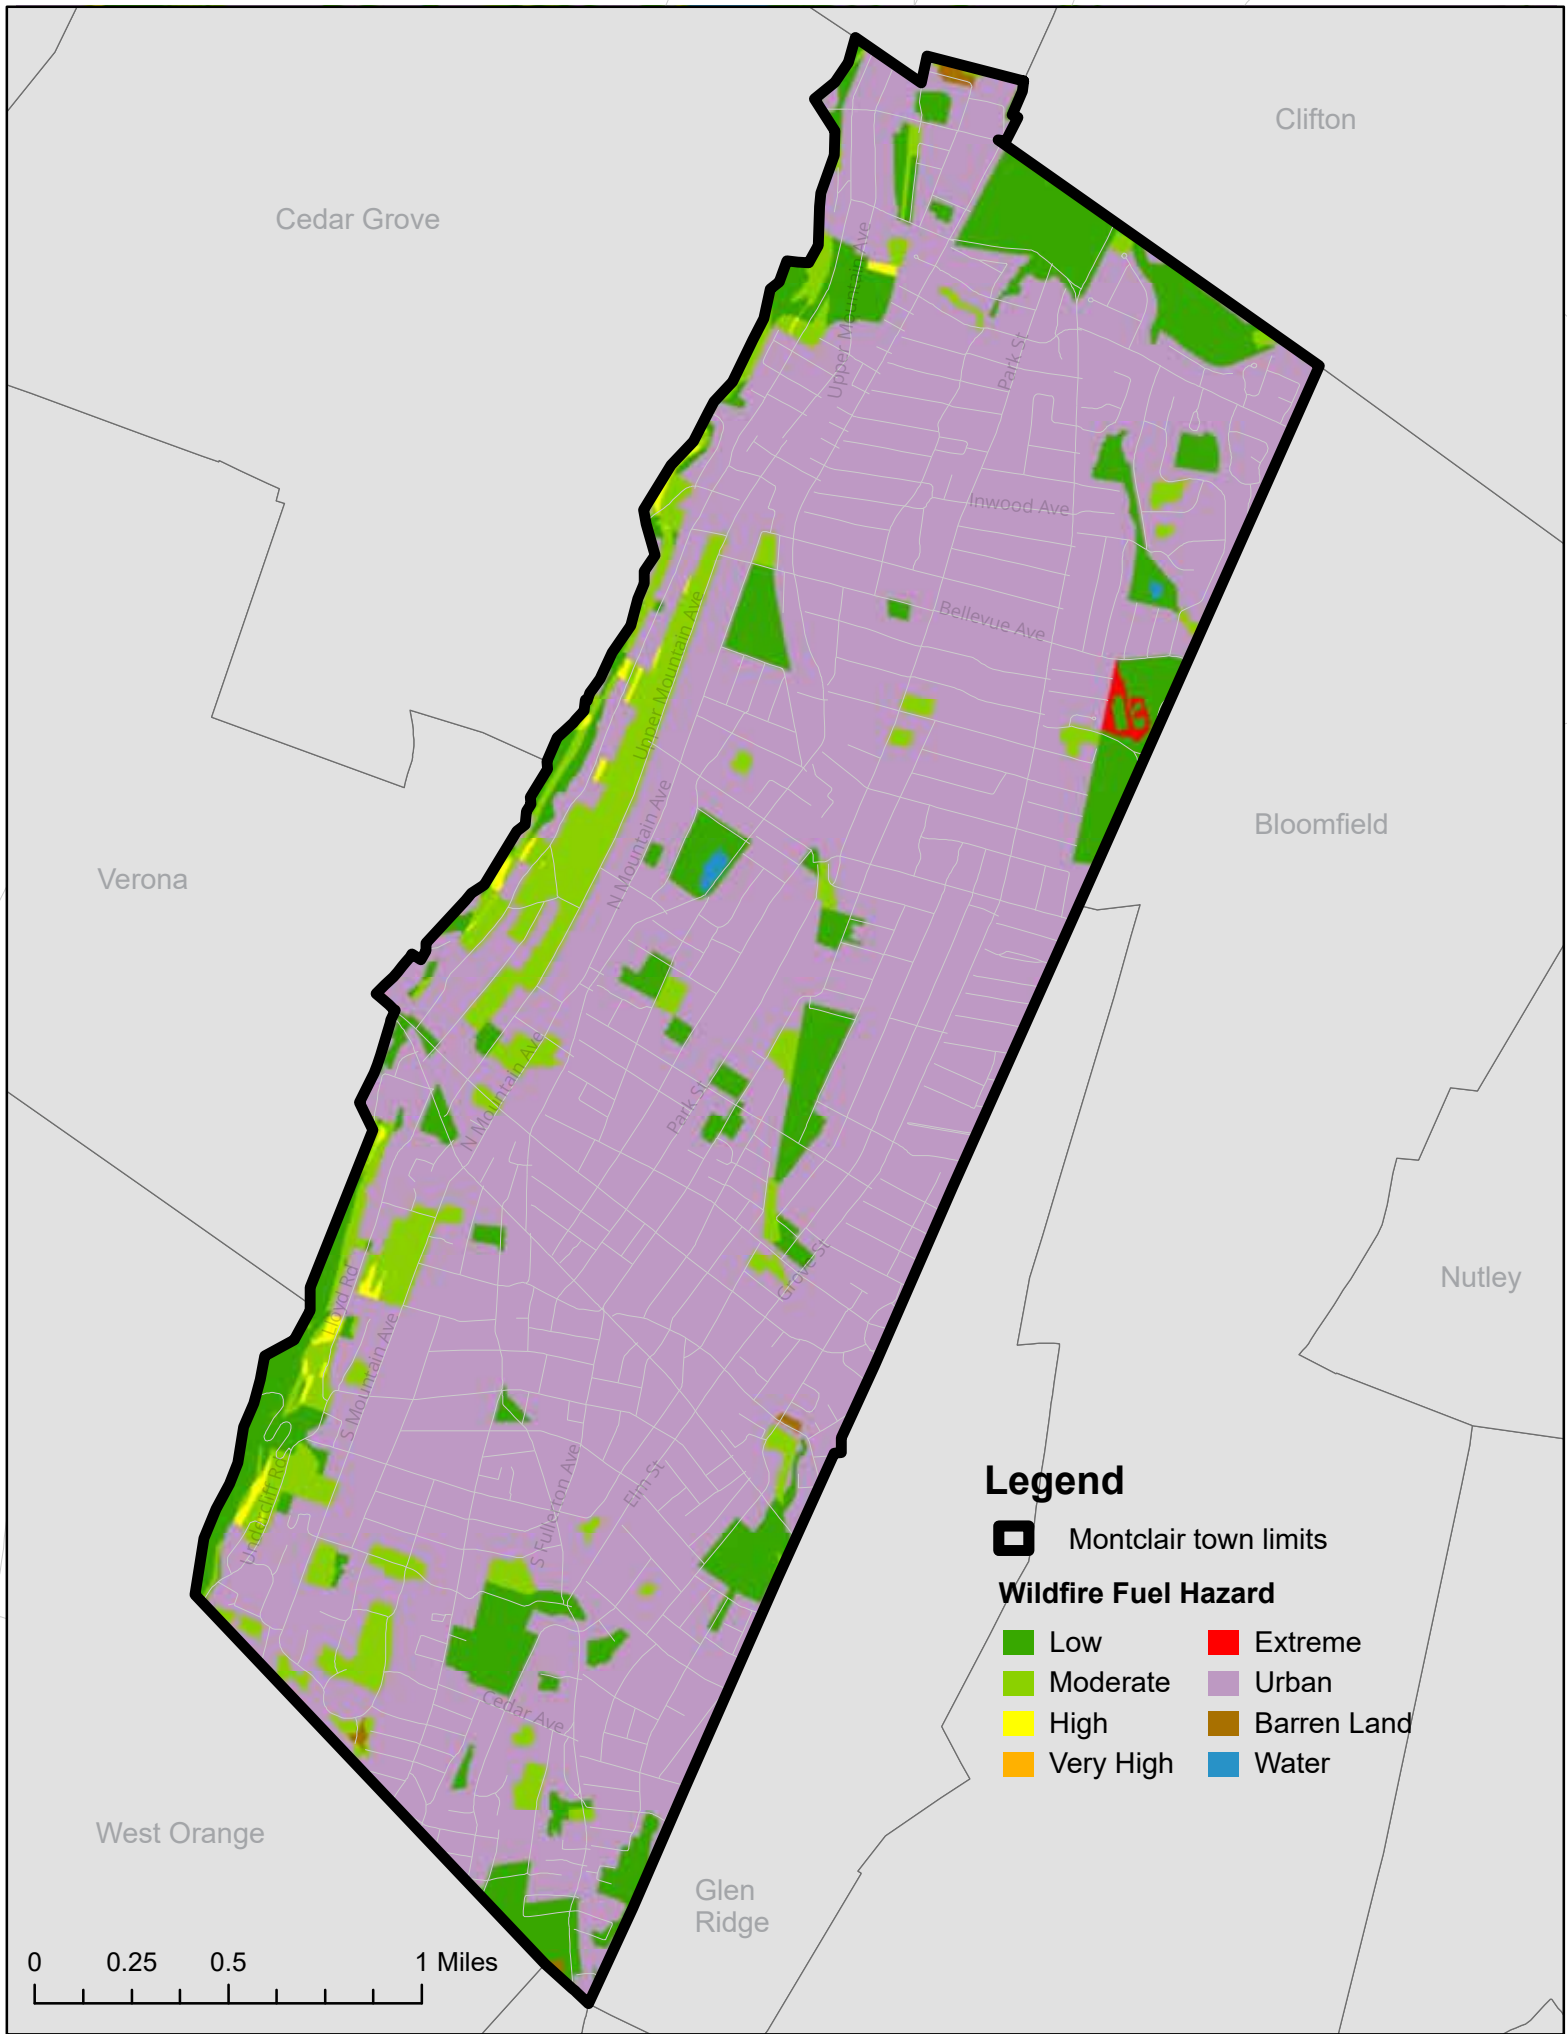 Clifton
Cedar Grove
Upper Mountain Ave
Park St
Inwood Ave
Bellevue Ave
Upper Mountain Ave
N Mountain Ave
Bloomfield
Verona
N Mountain Ave
Park St
Grove St
Nutley
Lloyd Rd
S Mountain Ave
Undercliff Rd
S Fullerton Ave
Elm St
Cedar Ave
West Orange
Glen
Ridge
Legend
Montclair town limits
Wildfire Fuel Hazard
Low
Extreme
Moderate
Urban
High
Barren Land
Very High
Water
0 0.25 0.5 1 Miles